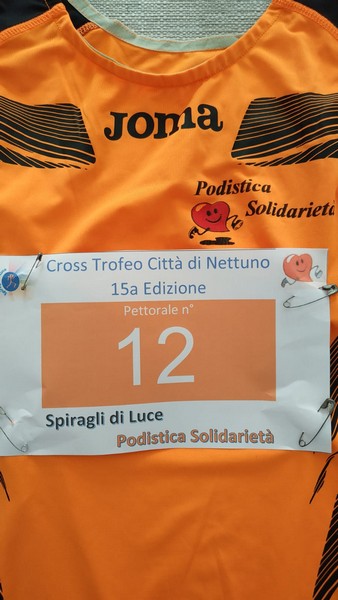 JOMA
Podistica
Solidarietà
Cross Trofeo Città di Nettuno
15a Edizione
Pettorale n°
12
Spiragli di Luce
Podistica Solidarietà